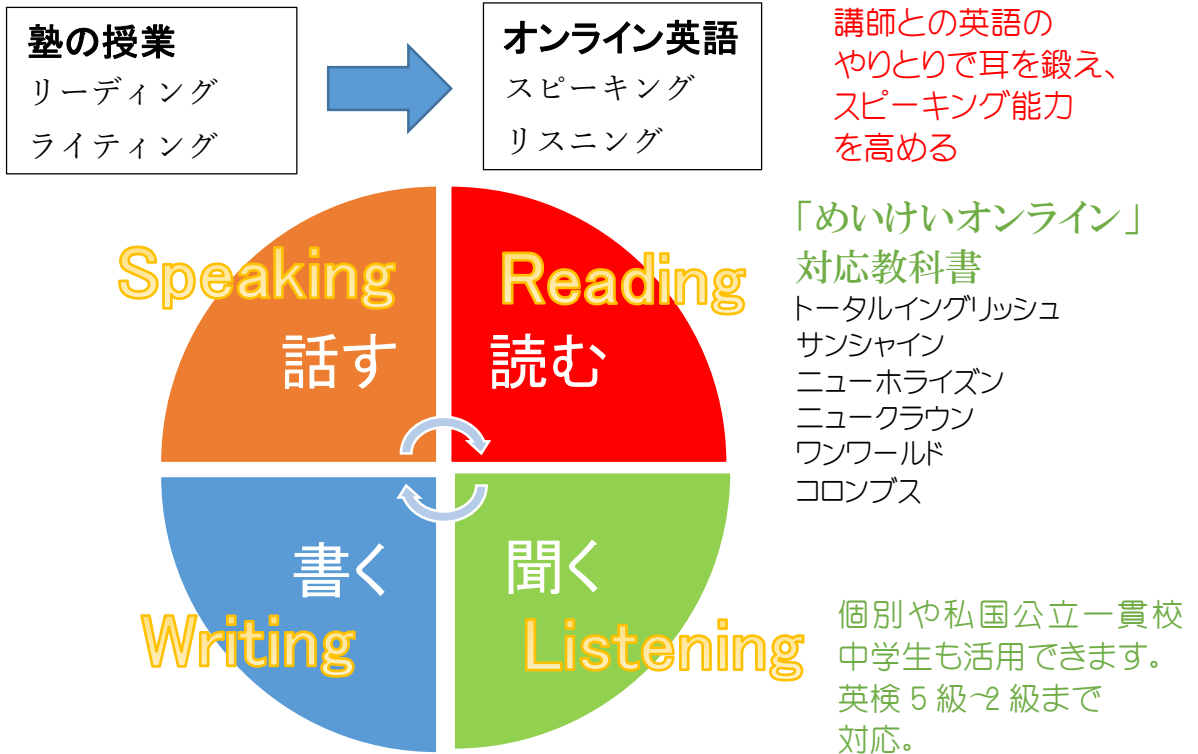 塾の授業
リーディング
ライティング
オンライン英語
スピーキング
リスニング
講師との英語の
やりとりで耳を鍛え、
スピーキング能力
を高める
Speaking
話す
Reading
読む
書く
Writing
聞く
Listening
「めいけいオンライン」
対応教科書
トータルイングリッシュ
サンシャイン
ニューホライズン
ニュークラウン
ワンワールド
コロンブス
個別や私国公立一貫校
中学生も活用できます。
英検5級~2級まで
対応。